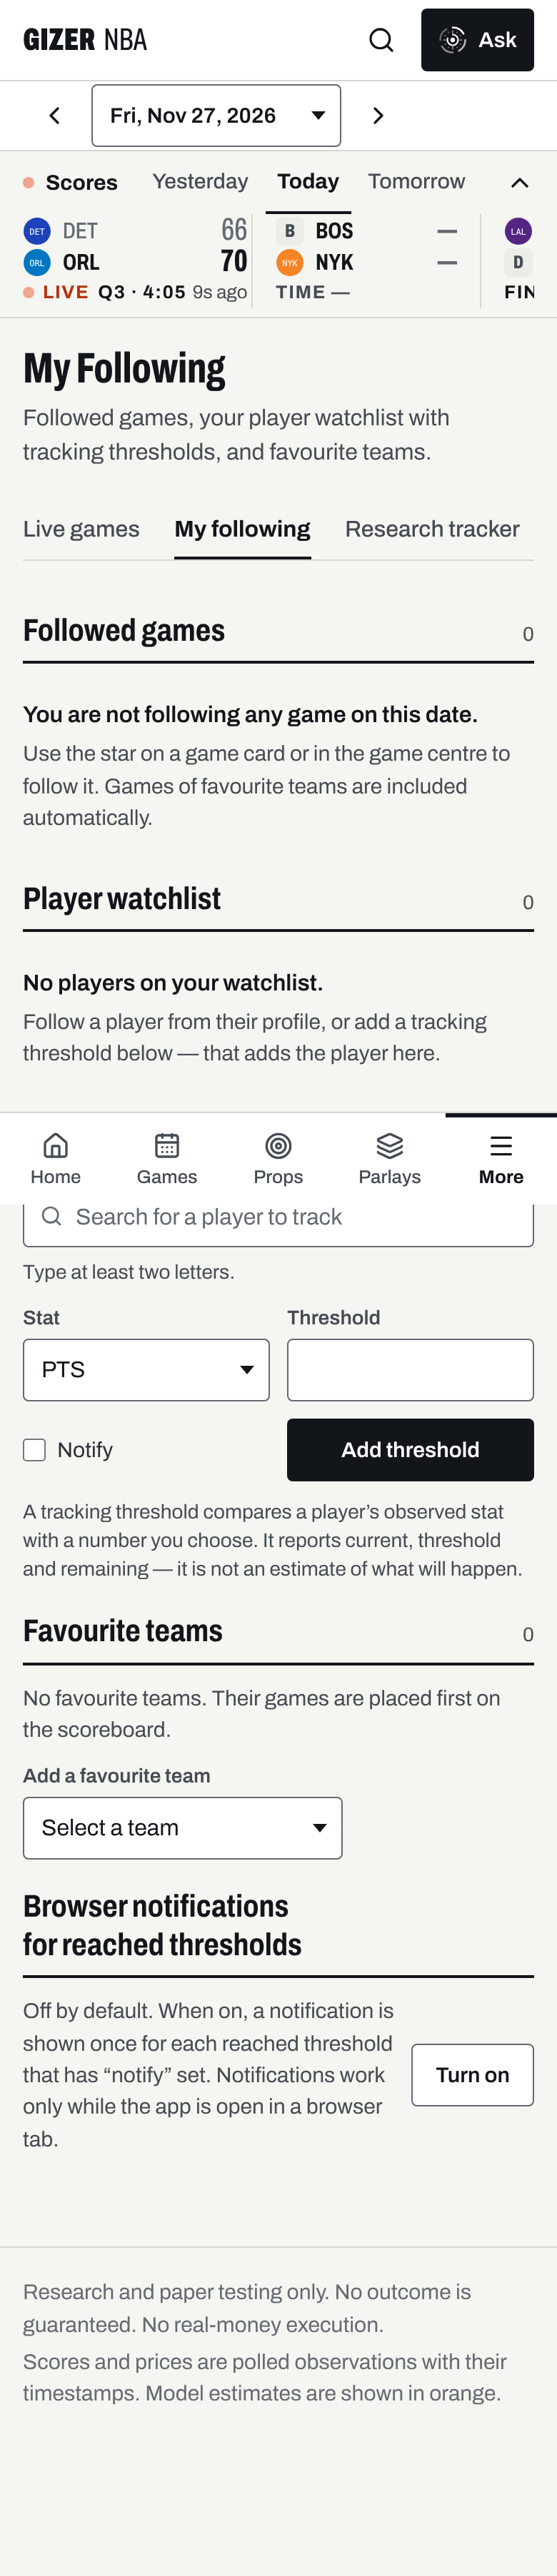 GIZER NBA
Ask
Fri, Nov 27, 2026
Scores Yesterday Today Tomorrow
DET DET 66
ORL ORL 70
LIVE Q3 · 4:05 9s ago
B BOS —
NYK NYK —
TIME —
LAL
D
FIN
My Following
Followed games, your player watchlist with
tracking thresholds, and favourite teams.
Live games My following Research tracker
Followed games 0
You are not following any game on this date.
Use the star on a game card or in the game centre to
follow it. Games of favourite teams are included
automatically.
Player watchlist 0
No players on your watchlist.
Follow a player from their profile, or add a tracking
threshold below — that adds the player here.
Home Games Props Parlays More
Search for a player to track
Type at least two letters.
Stat Threshold
PTS
Notify Add threshold
A tracking threshold compares a player’s observed stat
with a number you choose. It reports current, threshold
and remaining — it is not an estimate of what will happen.
Favourite teams 0
No favourite teams. Their games are placed first on
the scoreboard.
Add a favourite team
Select a team
Browser notifications
for reached thresholds
Off by default. When on, a notification is
shown once for each reached threshold
that has “notify” set. Notifications work
only while the app is open in a browser
tab.
Turn on
Research and paper testing only. No outcome is
guaranteed. No real-money execution.
Scores and prices are polled observations with their
timestamps. Model estimates are shown in orange.